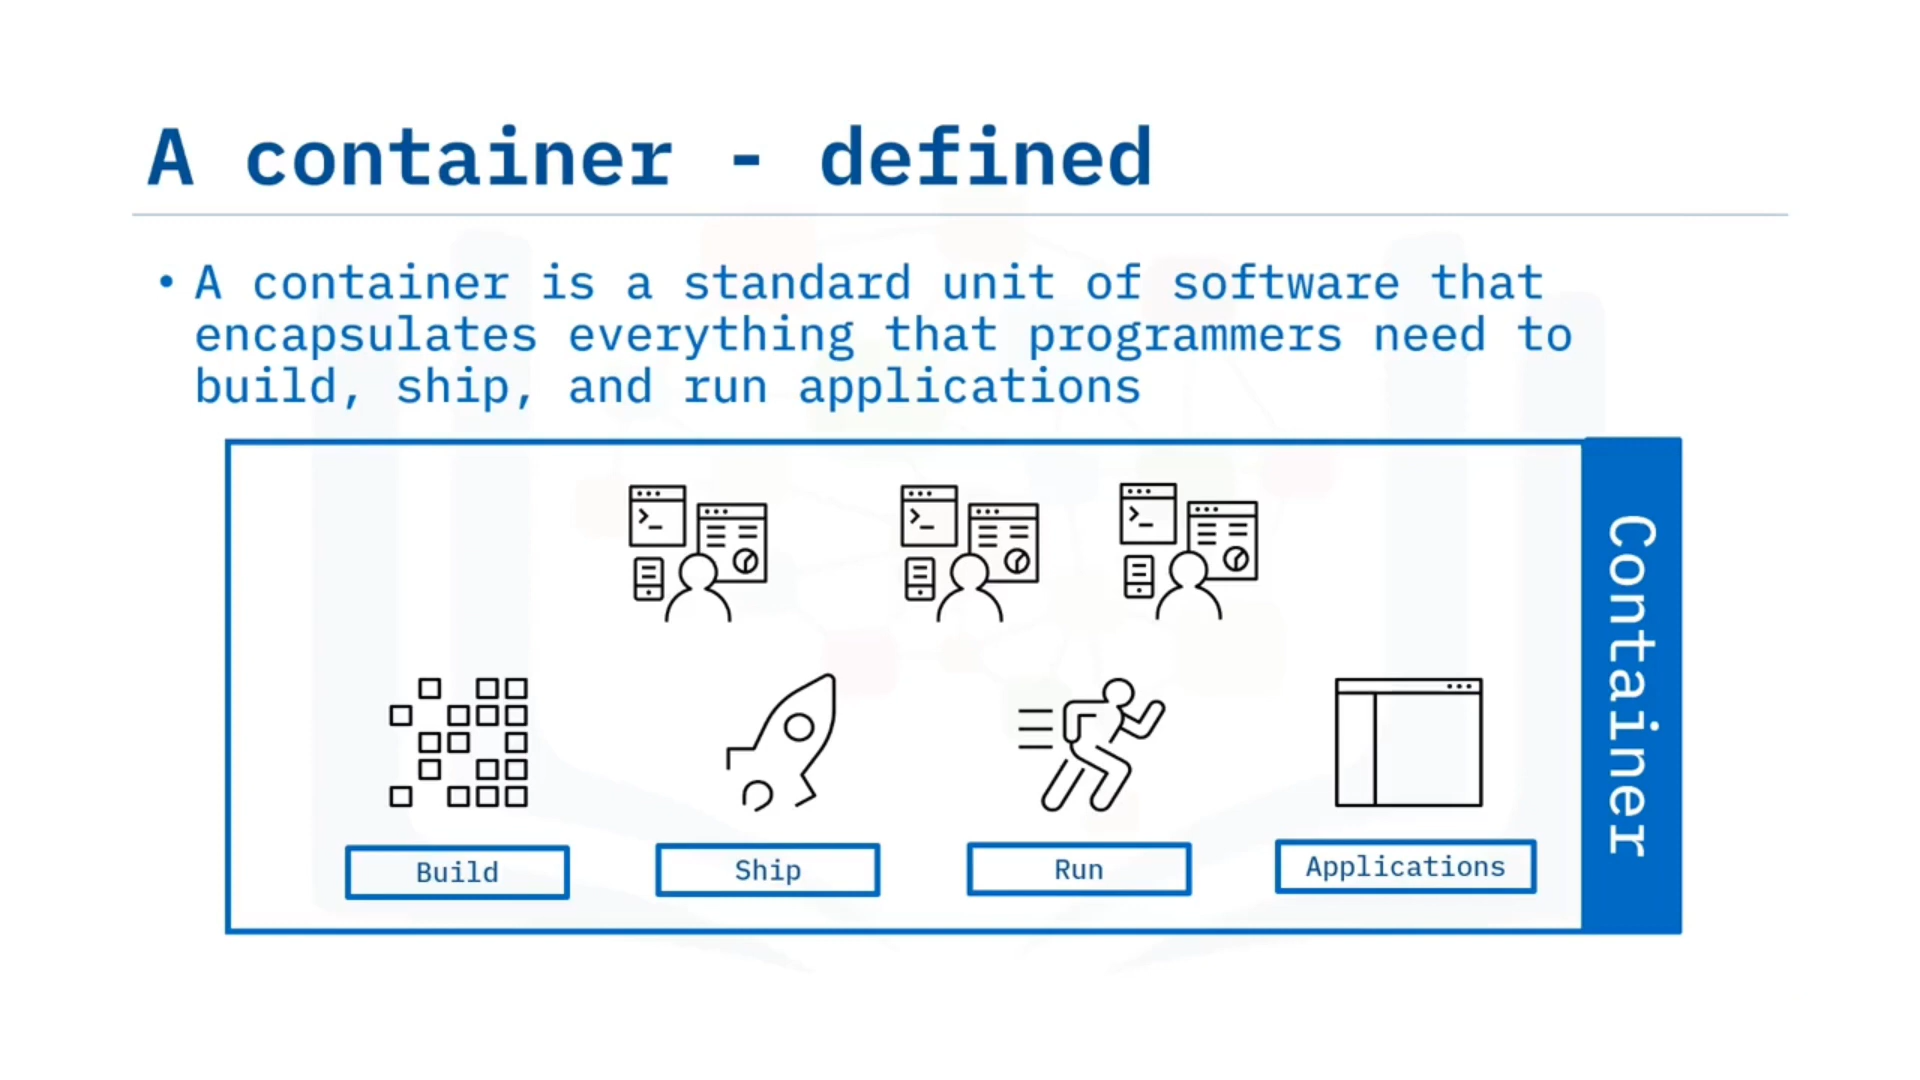 A container - defined
• A container is a standard unit of software that
encapsulates everything that programmers need to
build, ship, and run applications
Build
Ship
Run
Applications
Container